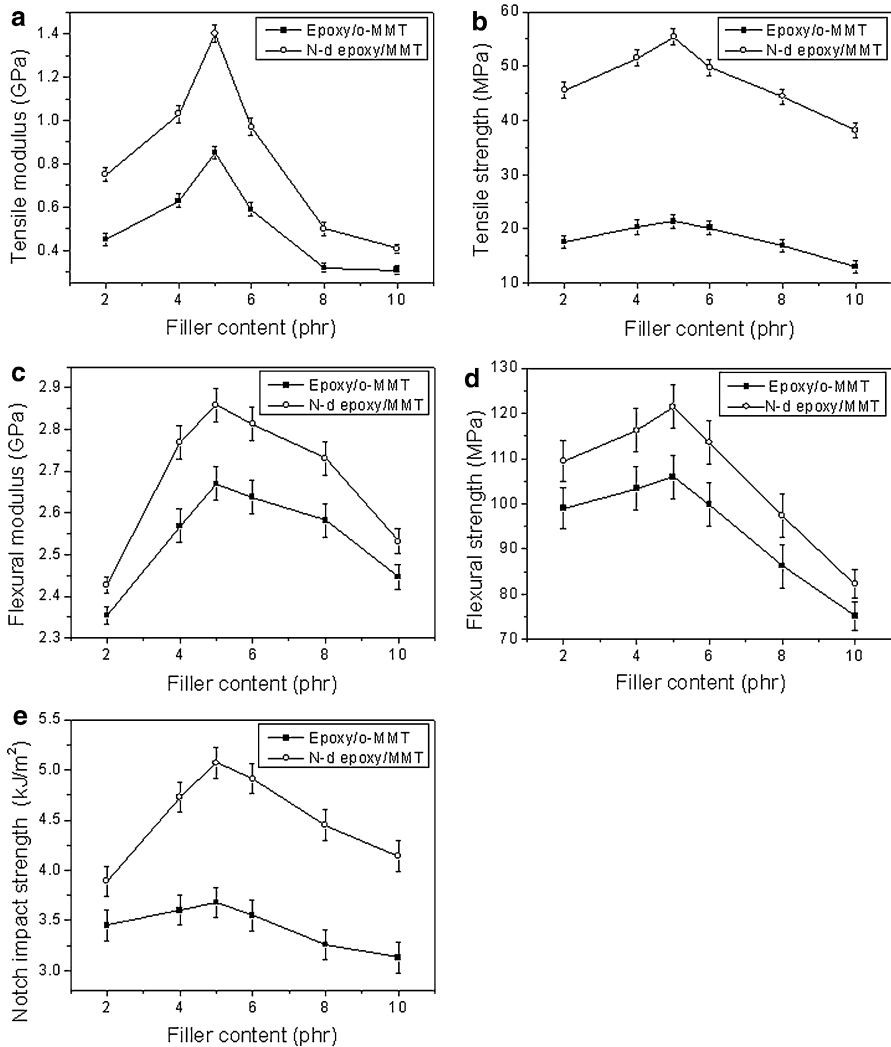 a
Epoxy/o-MMT
N-d epoxy/MMT
1.4
1.2
1.0
0.8
0.6
0.4
Tensile modulus (GPa)
2 4 6 8 10
Filler content (phr)
b
Epoxy/o-MMT
N-d epoxy/MMT
60
50
40
30
20
10
Tensile strength (MPa)
2 4 6 8 10
Filler content (phr)
c
Epoxy/o-MMT
N-d epoxy/MMT
2.9
2.8
2.7
2.6
2.5
2.4
2.3
Flexural modulus (GPa)
2 4 6 8 10
Filler content (phr)
d
Epoxy/o-MMT
N-d epoxy/MMT
130
120
110
100
90
80
70
Flexural strength (MPa)
2 4 6 8 10
Filler content (phr)
e
Epoxy/o-MMT
N-d epoxy/MMT
5.5
5.0
4.5
4.0
3.5
3.0
Notch impact strength (kJ/m²)
2 4 6 8 10
Filler content (phr)